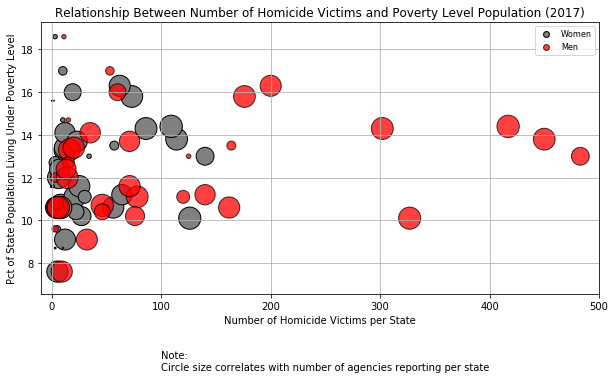 Relationship Between Number of Homicide Victims and Poverty Level Population (2017)
Women
Men
Pct of State Population Living Under Poverty Level
18
16
14
12
10
8
0
100
200
300
400
500
Number of Homicide Victims per State
Note:
Circle size correlates with number of agencies reporting per state